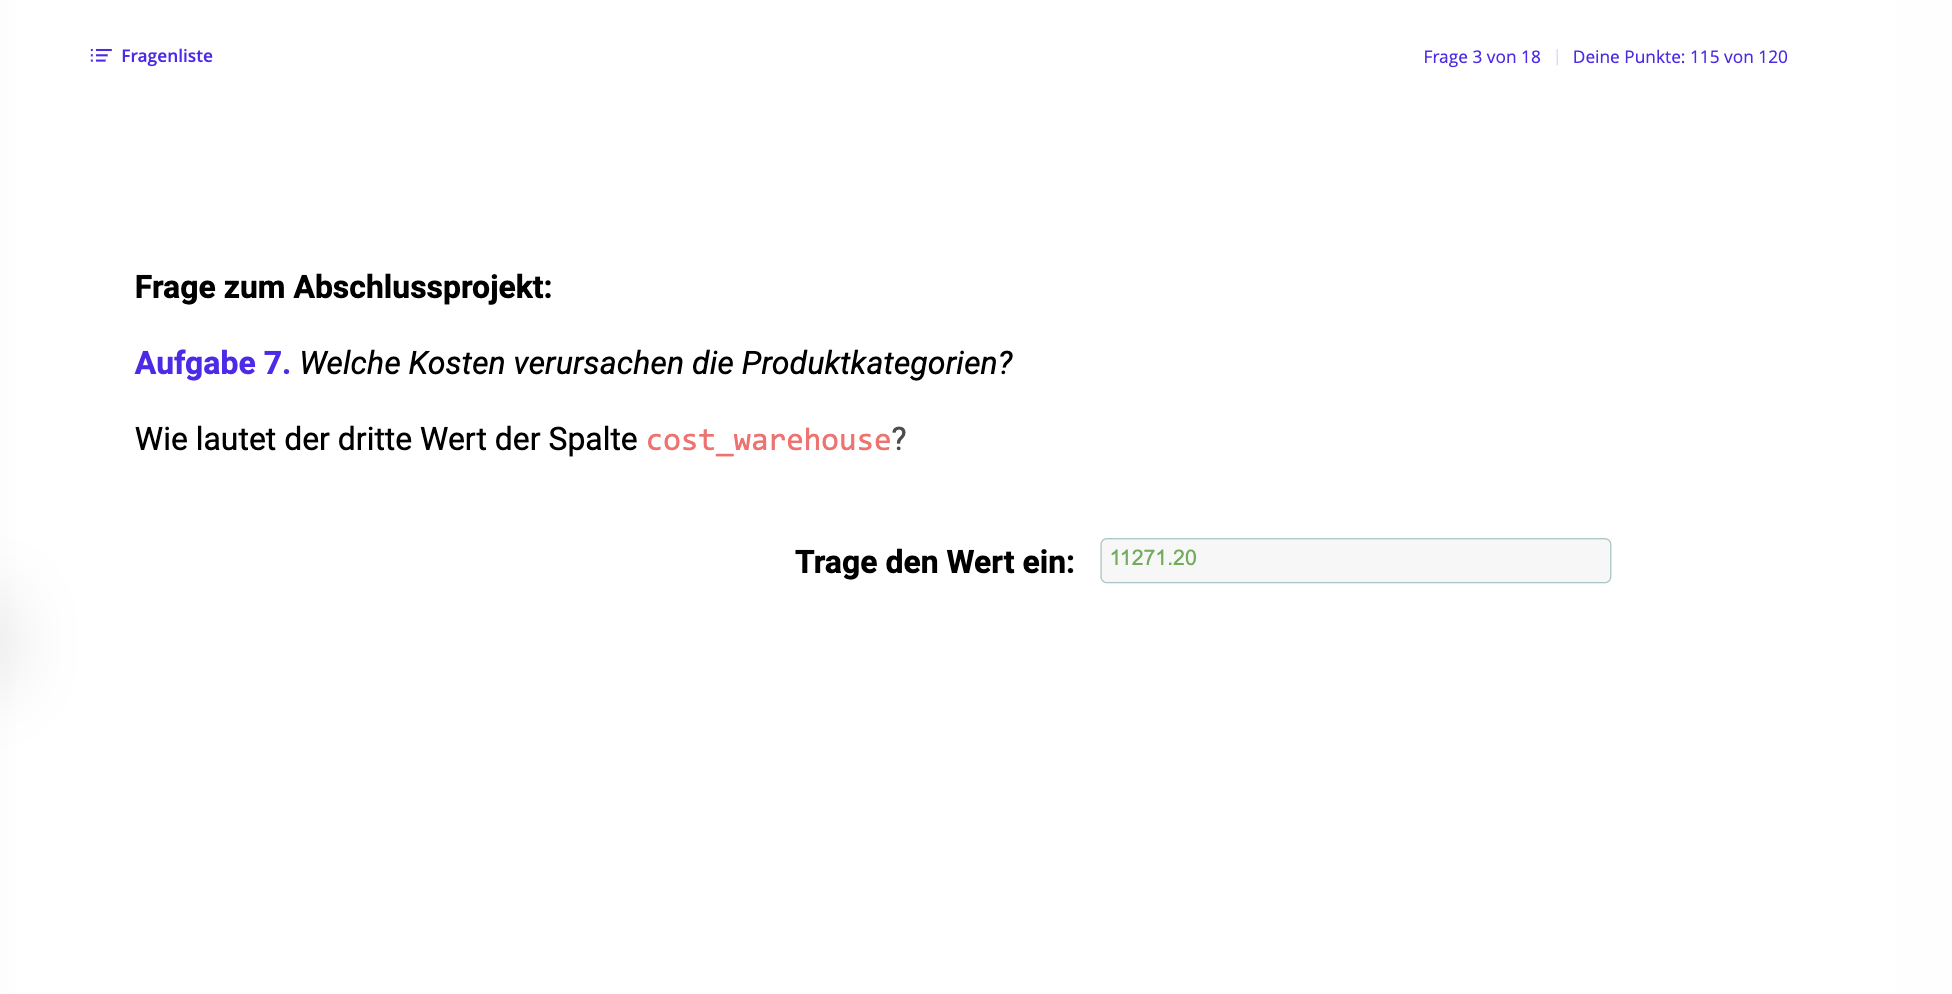 Fragenliste
Frage 3 von 18 | Deine Punkte: 115 von 120
Frage zum Abschlussprojekt:
Aufgabe 7. Welche Kosten verursachen die Produktkategorien?
Wie lautet der dritte Wert der Spalte cost_warehouse?
Trage den Wert ein: 11271.20